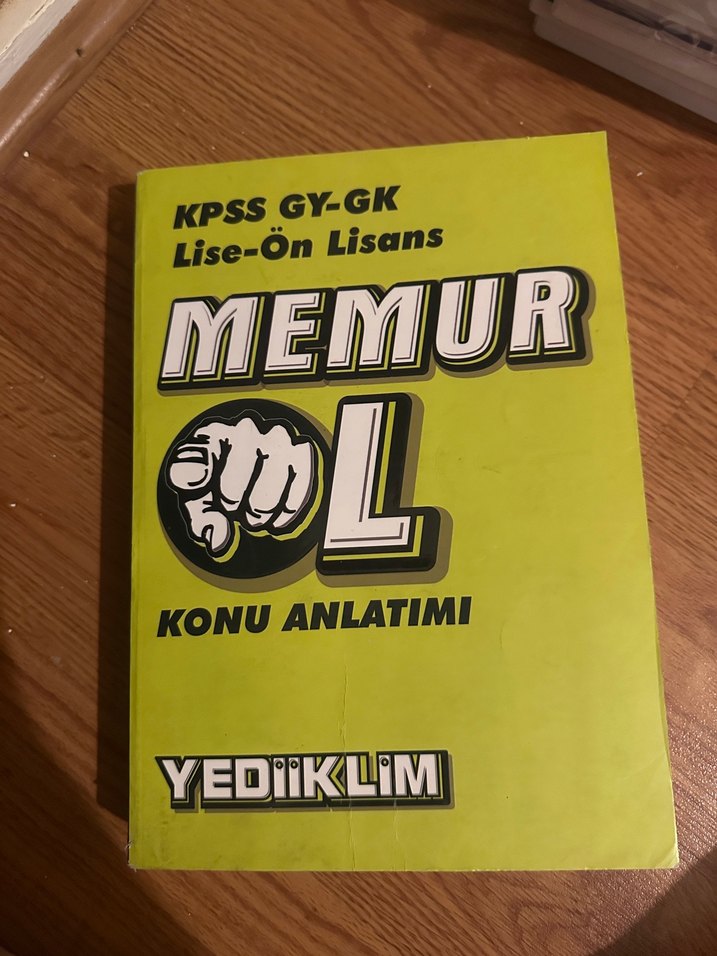 KPSS GY-GK
Lise-Ön Lisans
MEMUR
OL
KONU ANLATIMI
YEDİİKLİM